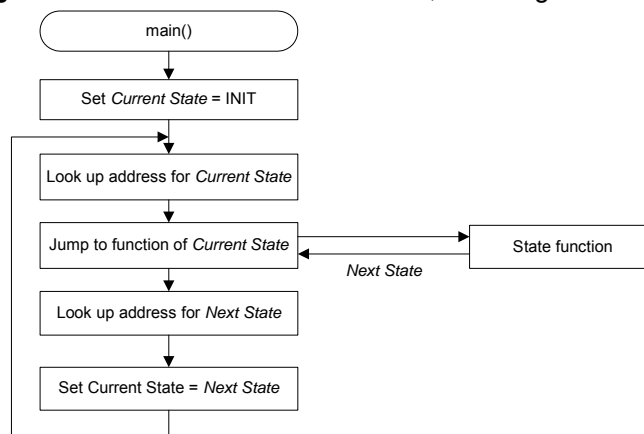 main()
Set Current State = INIT
Look up address for Current State
Jump to function of Current State
State function
Next State
Look up address for Next State
Set Current State = Next State